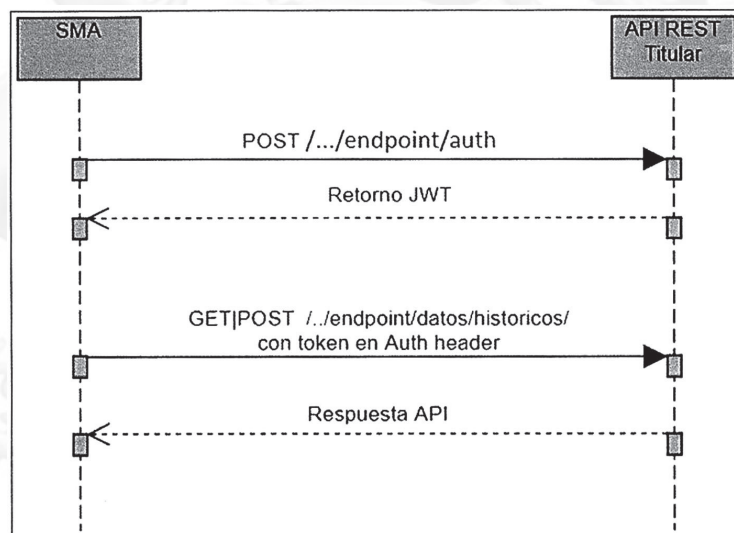 SMA
API REST
Titular
POST /.../endpoint/auth
Retorno JWT
GET|POST /../endpoint/datos/historicos/
con token en Auth header
Respuesta API